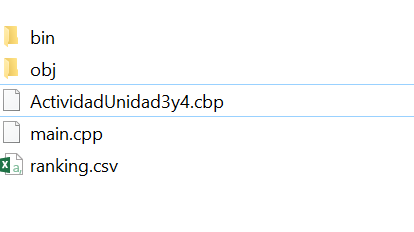 bin
obj
ActividadUnidad3y4.cbp
main.cpp
ranking.csv